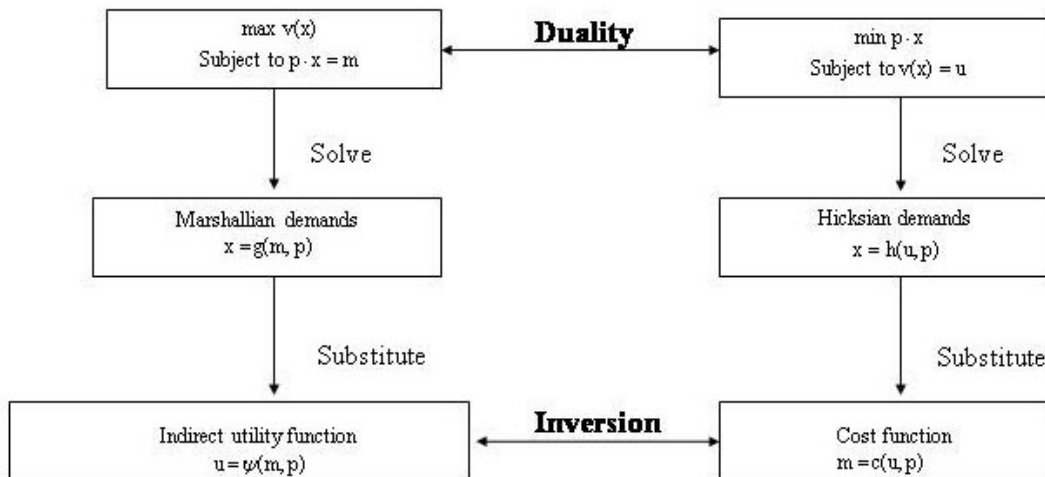 max v(x)
Subject to p · x = m
Duality
min p · x
Subject to v(x) = u
Solve
Solve
Marshallian demands
x =g(m, p)
Hicksian demands
x = h(u, p)
Substitute
Substitute
Indirect utility function
u=ψ(m, p)
Inversion
Cost function
m =c(u, p)